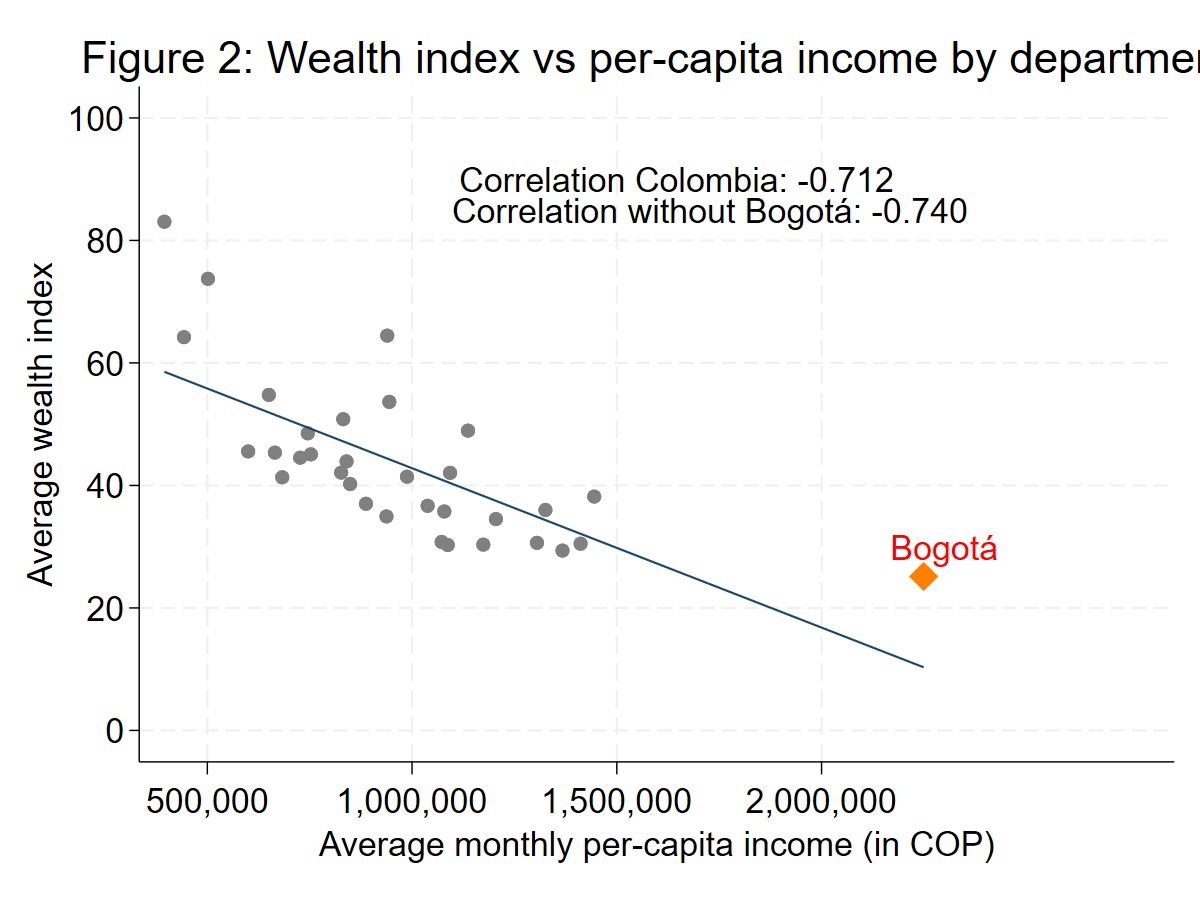 Figure 2: Wealth index vs per-capita income by departme
100
80
60
40
20
0
Average wealth index
Correlation Colombia: -0.712
Correlation without Bogotá: -0.740
Bogotá
500,000
1,000,000
1,500,000
2,000,000
Average monthly per-capita income (in COP)